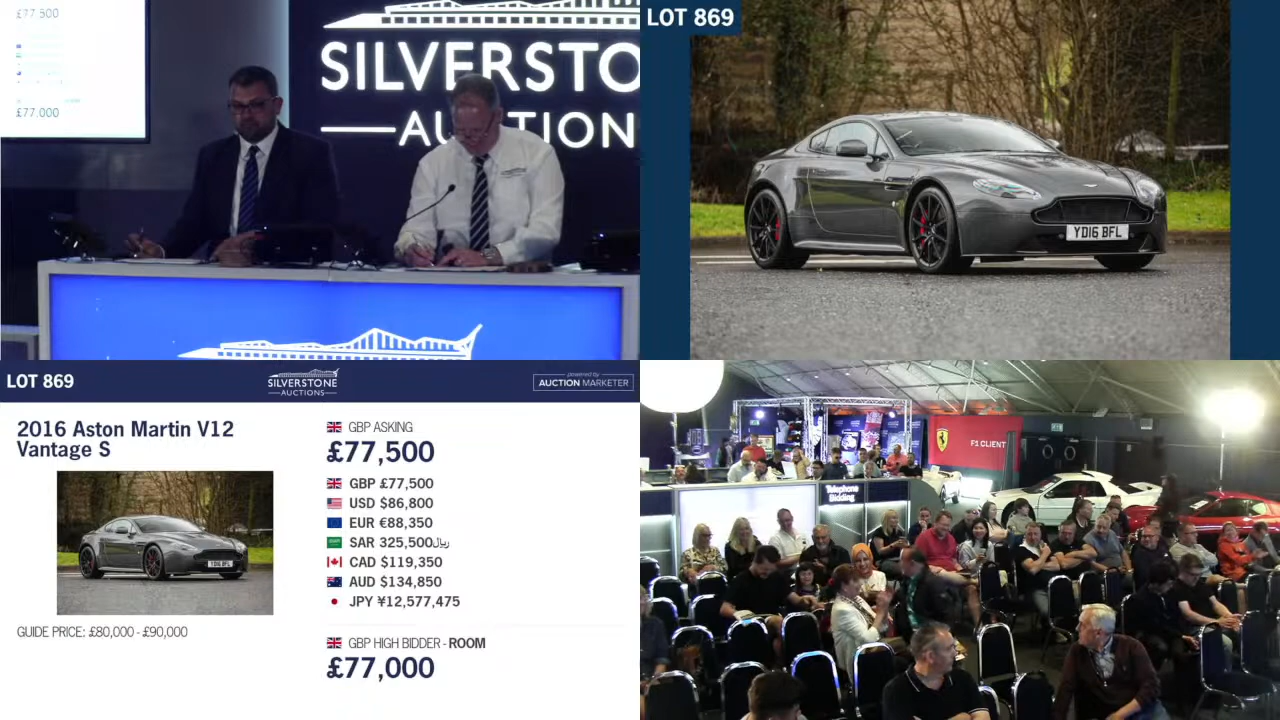 £77,500
£77,000
SILVERSTO
AUCTION
LOT 869
YD16 BFL
LOT 869
SILVERSTONE
AUCTIONS
powered by
AUCTION MARKETER
2016 Aston Martin V12
Vantage S
GUIDE PRICE: £80,000 - £90,000
GBP ASKING
£77,500
GBP £77,500
USD $86,800
EUR €88,350
SAR 325,500﷼
CAD $119,350
AUD $134,850
JPY ¥12,577,475
GBP HIGH BIDDER - ROOM
£77,000
YD16 BFL
F1 CLIENT
Telephone
Bidding